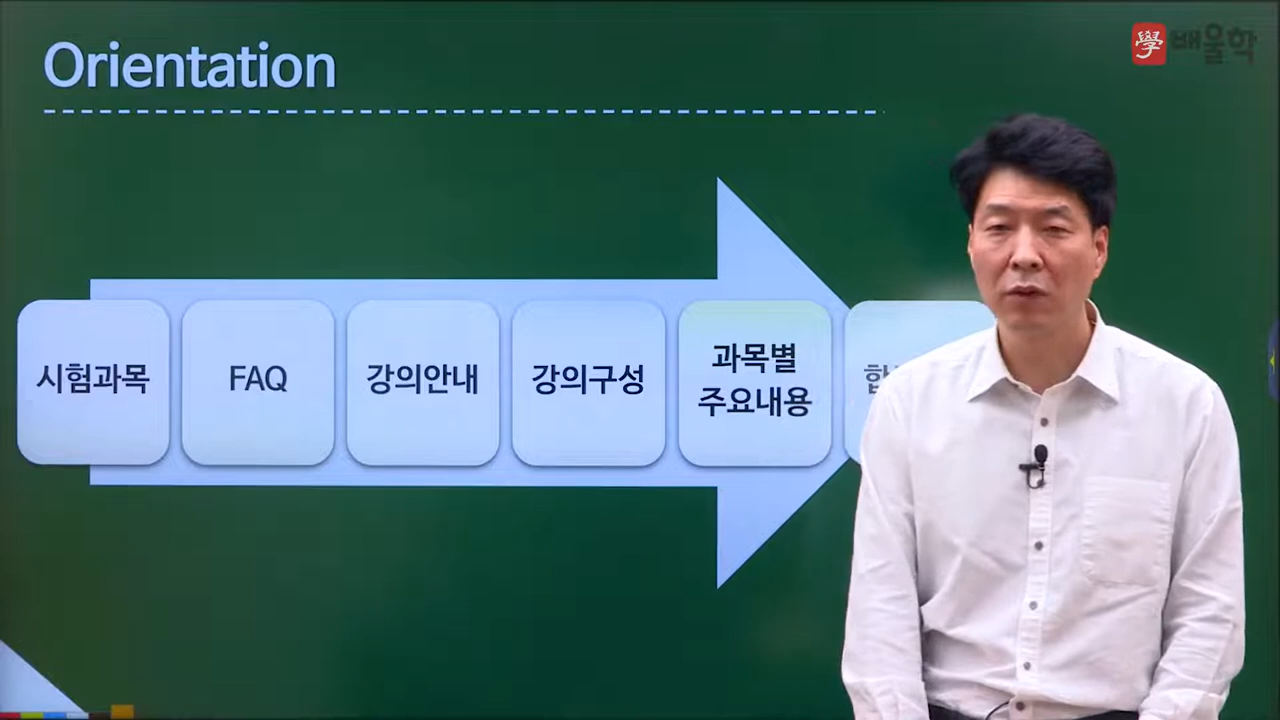 Orientation
學 배울학
시험과목
FAQ
강의안내
강의구성
과목별
주요내용
합